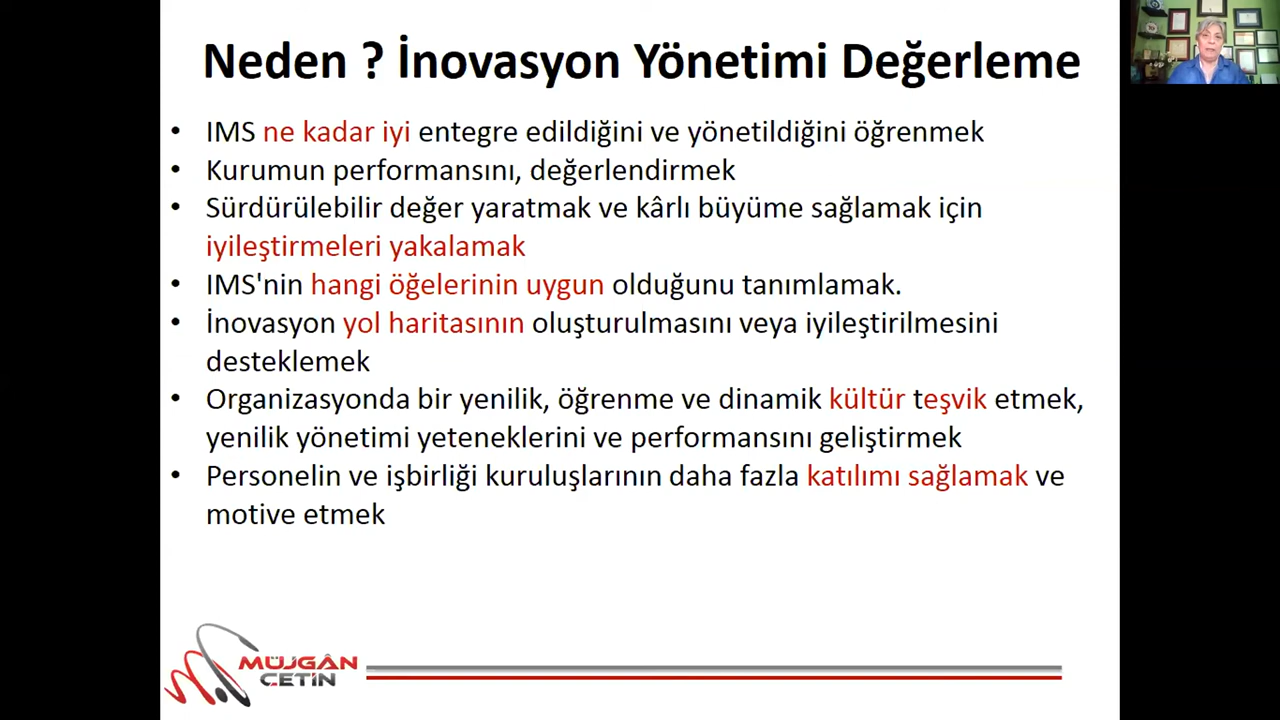 Neden ? İnovasyon Yönetimi Değerleme
• IMS ne kadar iyi entegre edildiğini ve yönetildiğini öğrenmek
• Kurumun performansını, değerlendirmek
• Sürdürülebilir değer yaratmak ve kârlı büyüme sağlamak için
iyileştirmeleri yakalamak
• IMS'nin hangi öğelerinin uygun olduğunu tanımlamak.
• İnovasyon yol haritasının oluşturulmasını veya iyileştirilmesini
desteklemek
• Organizasyonda bir yenilik, öğrenme ve dinamik kültür teşvik etmek,
yenilik yönetimi yeteneklerini ve performansını geliştirmek
• Personelin ve işbirliği kuruluşlarının daha fazla katılımı sağlamak ve
motive etmek
MÜJGÂN
ÇETİN